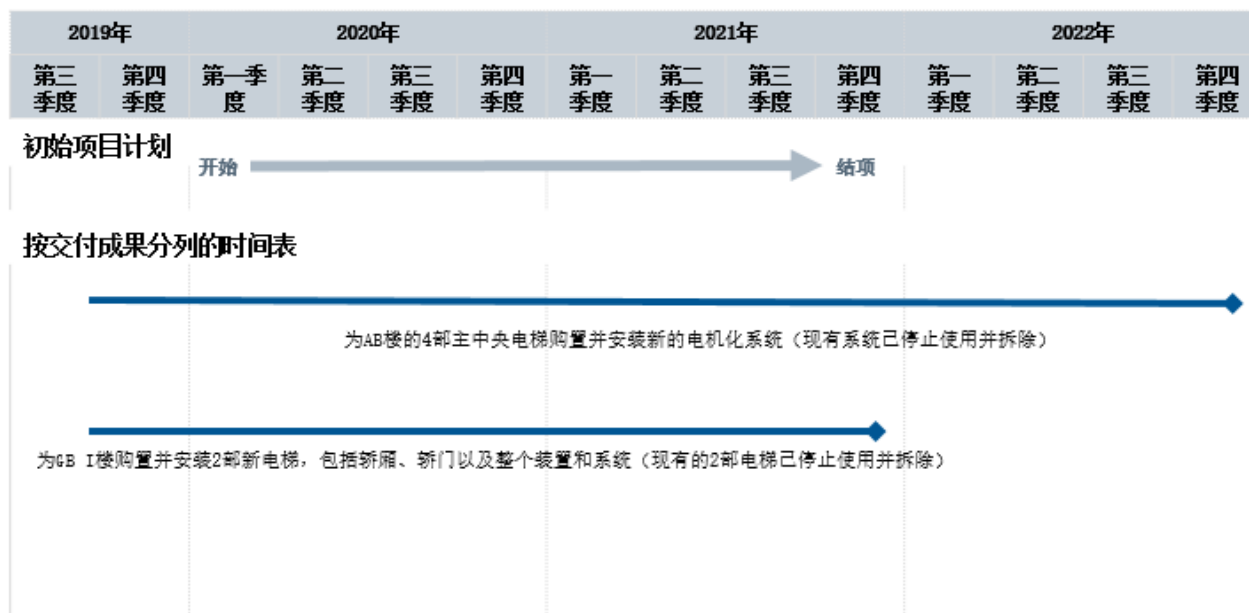 2019年 2020年 2021年 2022年
第三季度 第四季度 第一季度 第二季度 第三季度 第四季度 第一季度 第二季度 第三季度 第四季度 第一季度 第二季度 第三季度 第四季度
初始项目计划
开始 结项
按交付成果分列的时间表
为AB楼的4部主中央电梯购置并安装新的电机化系统（现有系统已停止使用并拆除）
为GB I楼购置并安装2部新电梯，包括轿厢、轿门以及整个装置和系统（现有的2部电梯已停止使用并拆除）